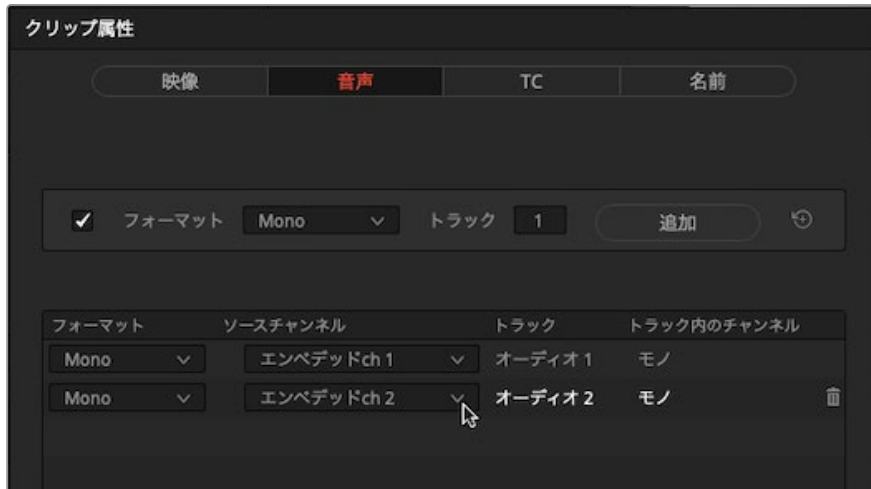 クリップ属性
映像 音声 TC 名前
フォーマット Mono トラック 1 追加
フォーマット ソースチャンネル トラック トラック内のチャンネル
Mono エンベデッドch 1 オーディオ 1 モノ
Mono エンベデッドch 2 オーディオ 2 モノ